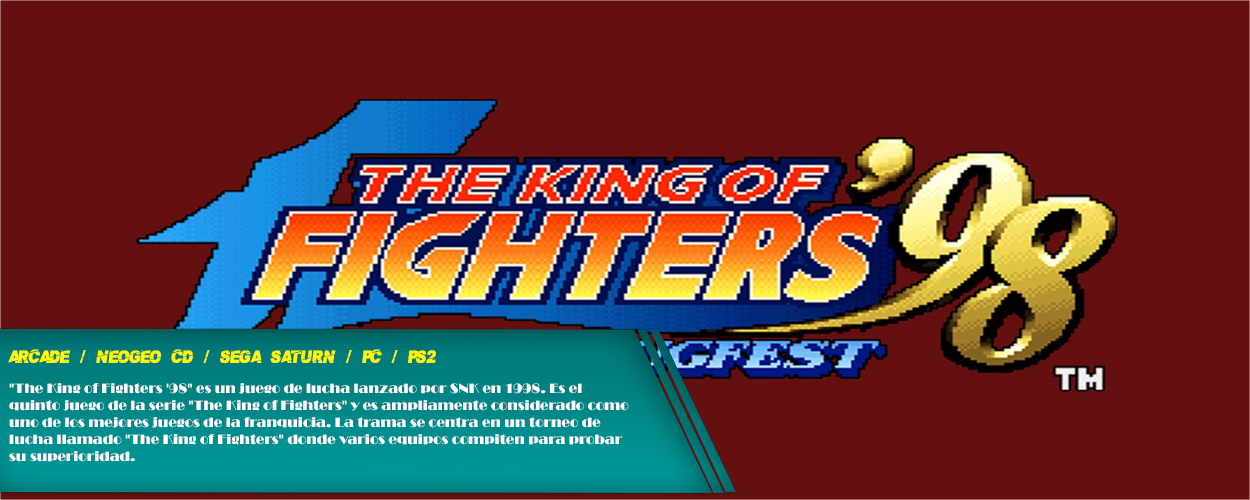 THE KING OF
FIGHTERS '98
TM
ARCADE / NEOGEO CD / SEGA SATURN / PC / PS2
"The King of Fighters '98" es un juego de lucha lanzado por SNK en 1998. Es el
quinto juego de la serie "The King of Fighters" y es ampliamente considerado como
uno de los mejores juegos de la franquicia. La trama se centra en un torneo de
lucha llamado "The King of Fighters" donde varios equipos compiten para probar
su superioridad.